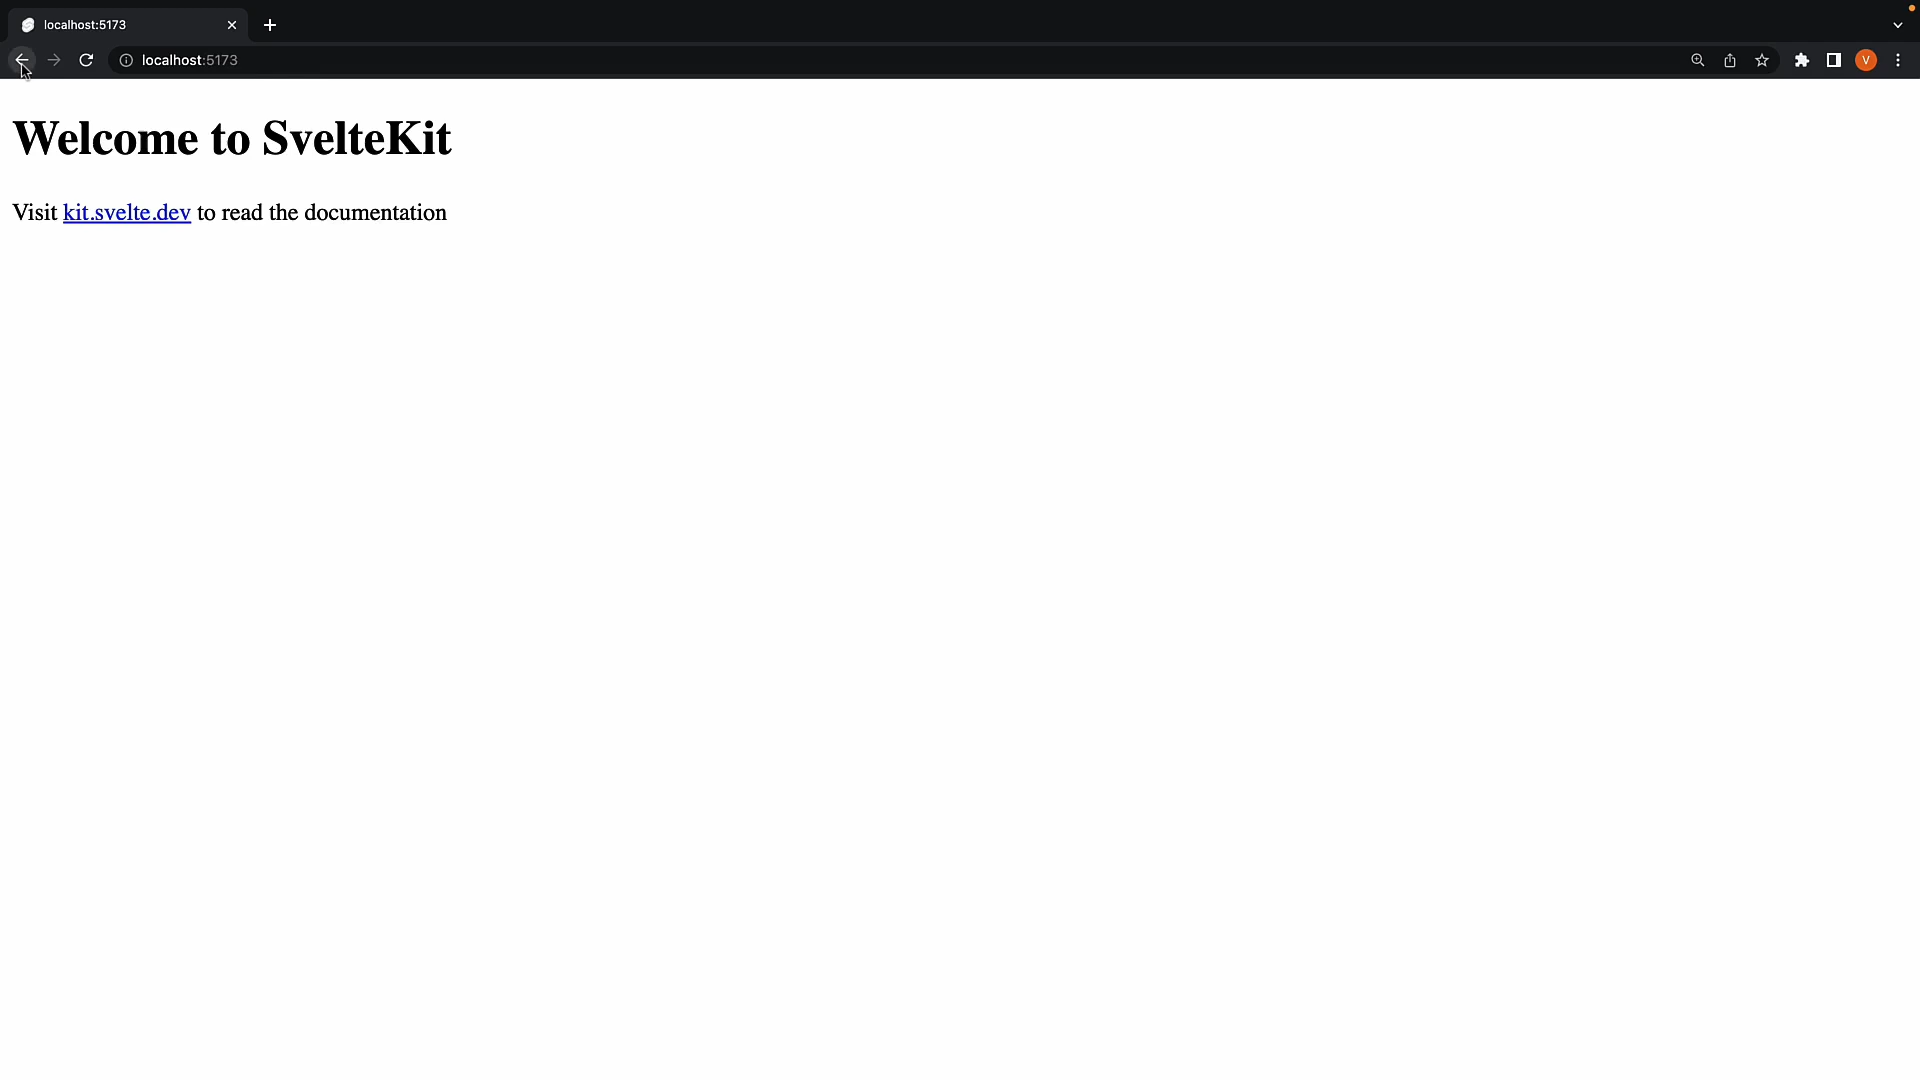 localhost:5173
localhost:5173
V
Welcome to SvelteKit
Visit kit.svelte.dev to read the documentation